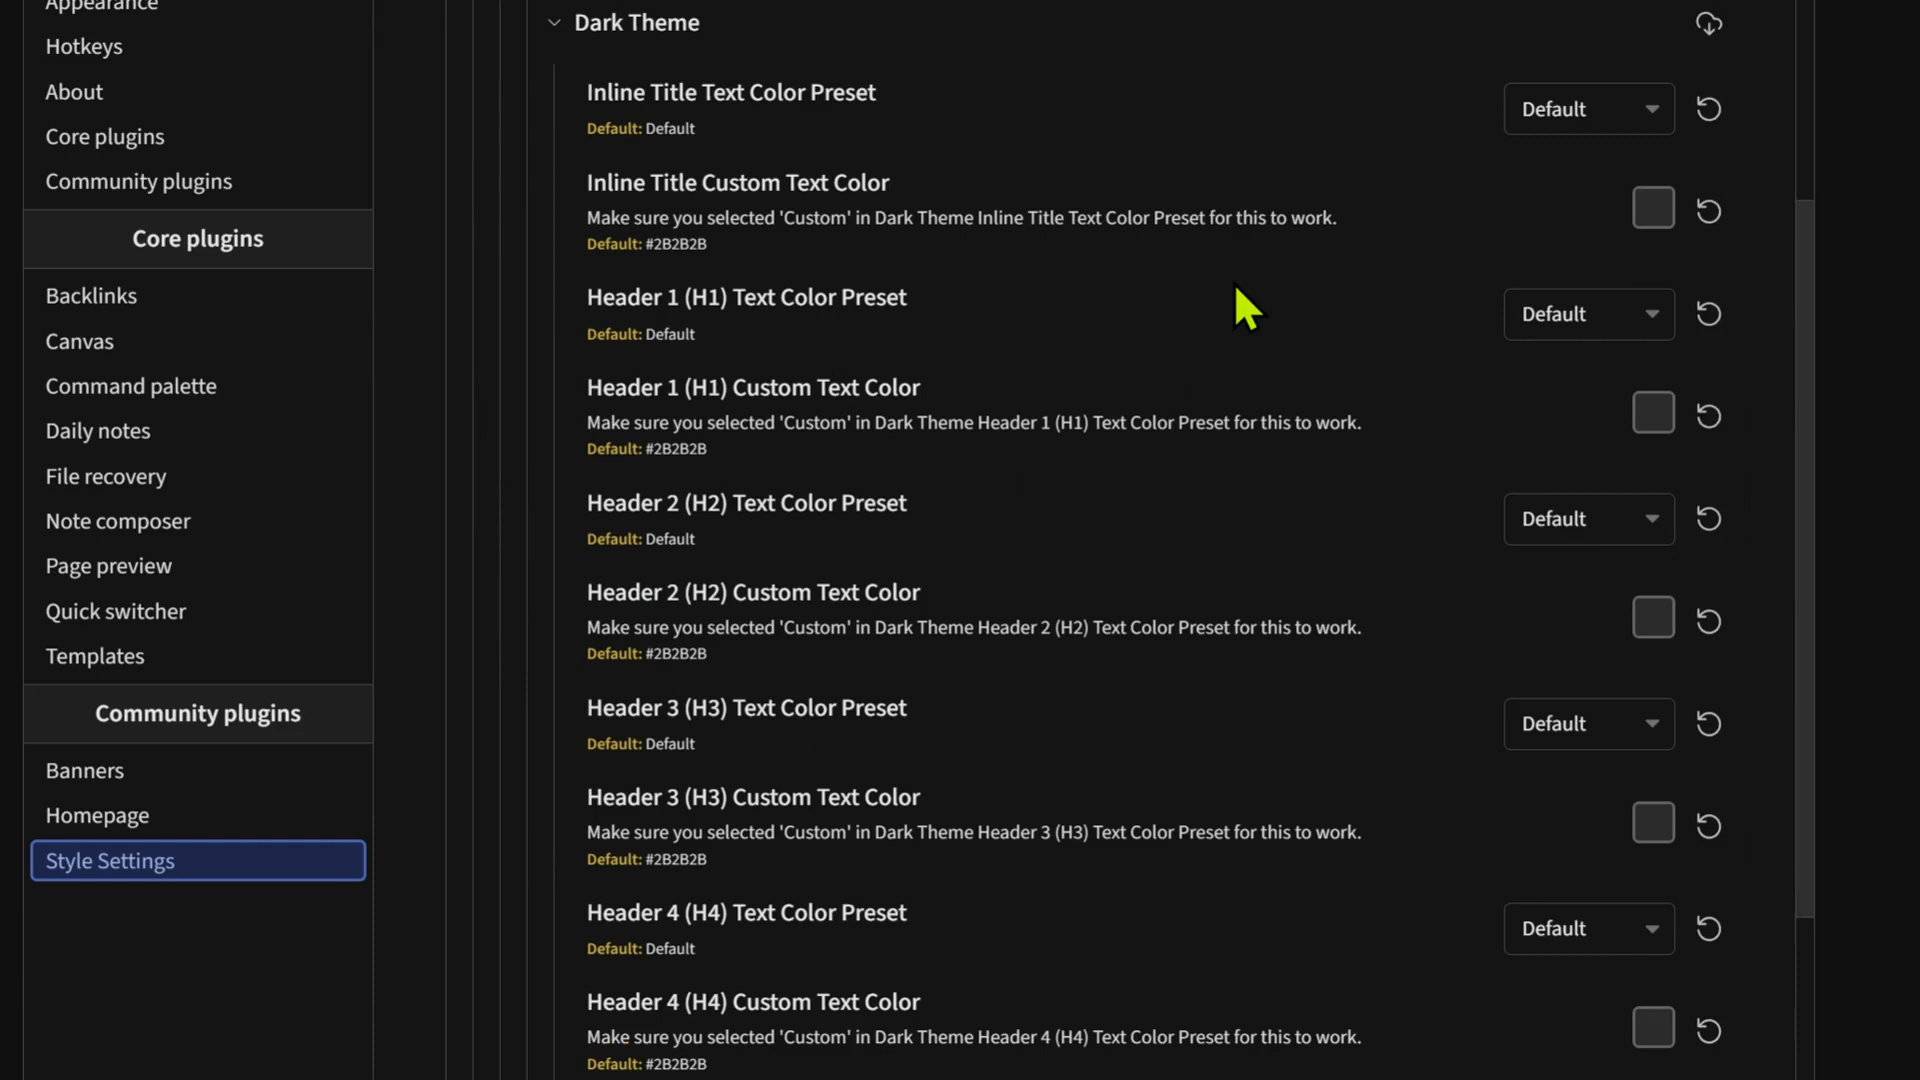 Appearance
Hotkeys
About
Core plugins
Community plugins
Core plugins
Backlinks
Canvas
Command palette
Daily notes
File recovery
Note composer
Page preview
Quick switcher
Templates
Community plugins
Banners
Homepage
Style Settings
Dark Theme
Inline Title Text Color Preset
Default: Default
Default
Inline Title Custom Text Color
Make sure you selected 'Custom' in Dark Theme Inline Title Text Color Preset for this to work.
Default: #2B2B2B
Header 1 (H1) Text Color Preset
Default: Default
Default
Header 1 (H1) Custom Text Color
Make sure you selected 'Custom' in Dark Theme Header 1 (H1) Text Color Preset for this to work.
Default: #2B2B2B
Header 2 (H2) Text Color Preset
Default: Default
Default
Header 2 (H2) Custom Text Color
Make sure you selected 'Custom' in Dark Theme Header 2 (H2) Text Color Preset for this to work.
Default: #2B2B2B
Header 3 (H3) Text Color Preset
Default: Default
Default
Header 3 (H3) Custom Text Color
Make sure you selected 'Custom' in Dark Theme Header 3 (H3) Text Color Preset for this to work.
Default: #2B2B2B
Header 4 (H4) Text Color Preset
Default: Default
Default
Header 4 (H4) Custom Text Color
Make sure you selected 'Custom' in Dark Theme Header 4 (H4) Text Color Preset for this to work.
Default: #2B2B2B